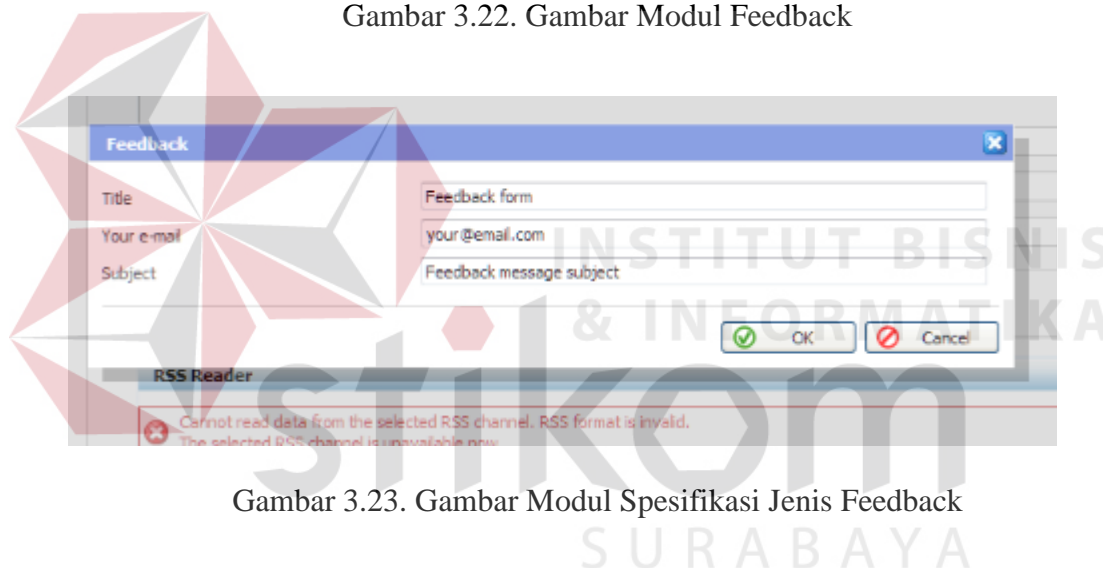 Gambar 3.22. Gambar Modul Feedback
Feedback
Title
Feedback form
Your e-mail
your@email.com
Subject
Feedback message subject
INSTITUT BISNIS
& INFORMATIKA
OK
Cancel
RSS Reader
stikom
Cannot read data from the selected RSS channel. RSS format is invalid.
The selected RSS channel is unavailable now.
Gambar 3.23. Gambar Modul Spesifikasi Jenis Feedback
SURABAYA